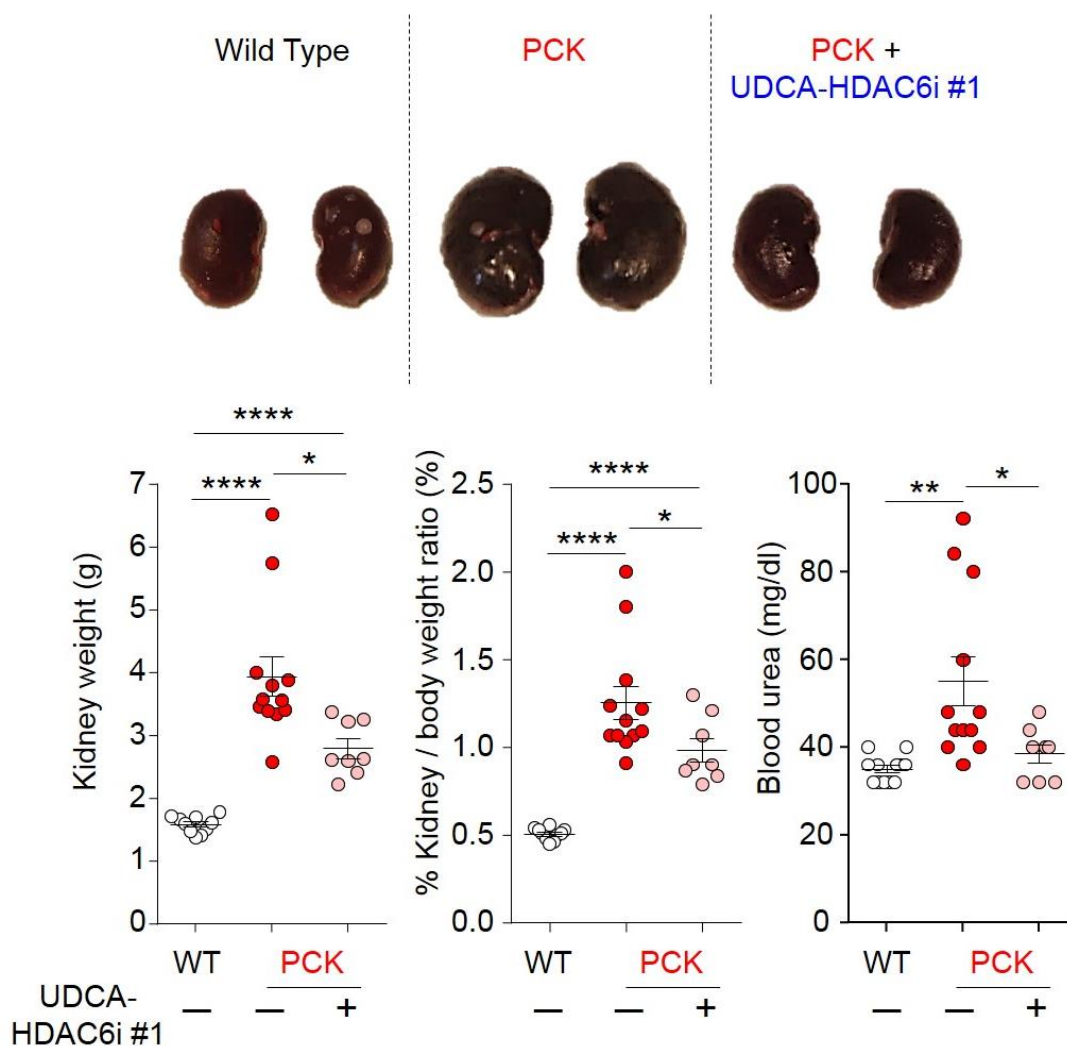 Wild Type
PCK
PCK +
UDCA-HDAC6i #1
Kidney weight (g)
7
6
5
4
3
2
1
0
****
****
*
% Kidney / body weight ratio (%)
2.5
2.0
1.5
1.0
0.5
0.0
****
****
*
Blood urea (mg/dl)
100
80
60
40
20
0
**
*
WT PCK
WT PCK
WT PCK
UDCA-
HDAC6i #1
— — +
— — +
— — +